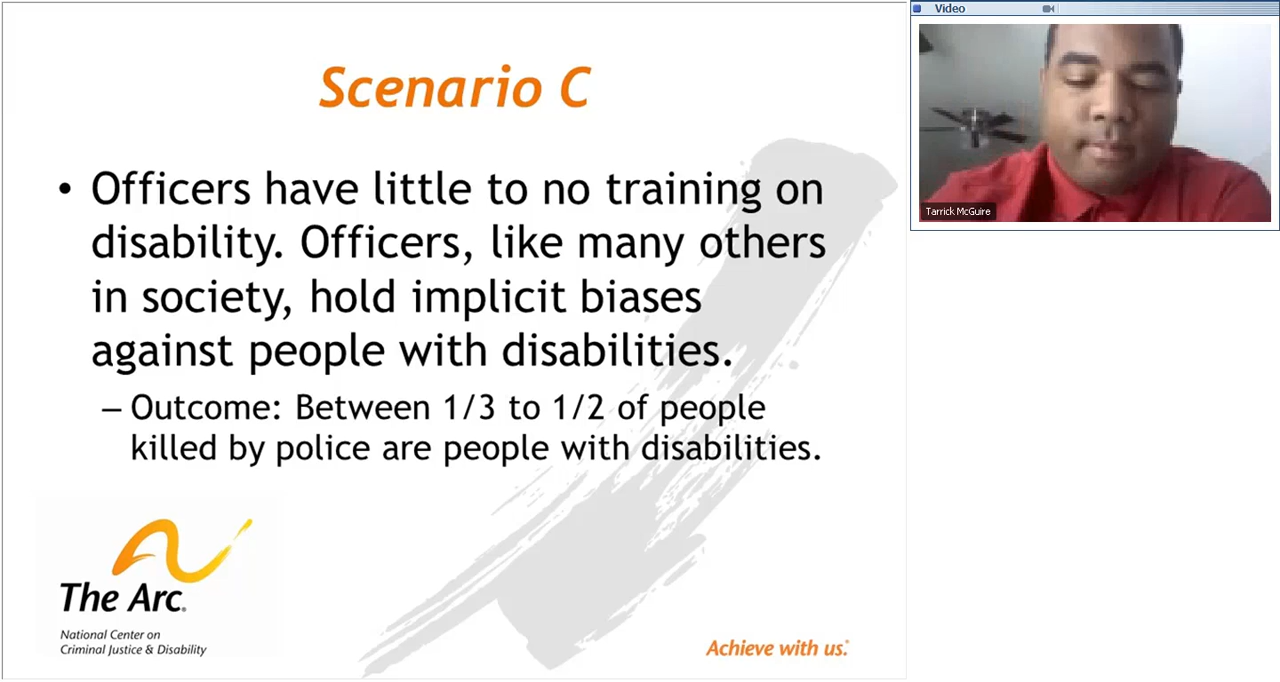 Scenario C
• Officers have little to no training on
disability. Officers, like many others
in society, hold implicit biases
against people with disabilities.
– Outcome: Between 1/3 to 1/2 of people
killed by police are people with disabilities.
The Arc®
National Center on
Criminal Justice & Disability
Achieve with us.®
Video
Tarrick McGuire